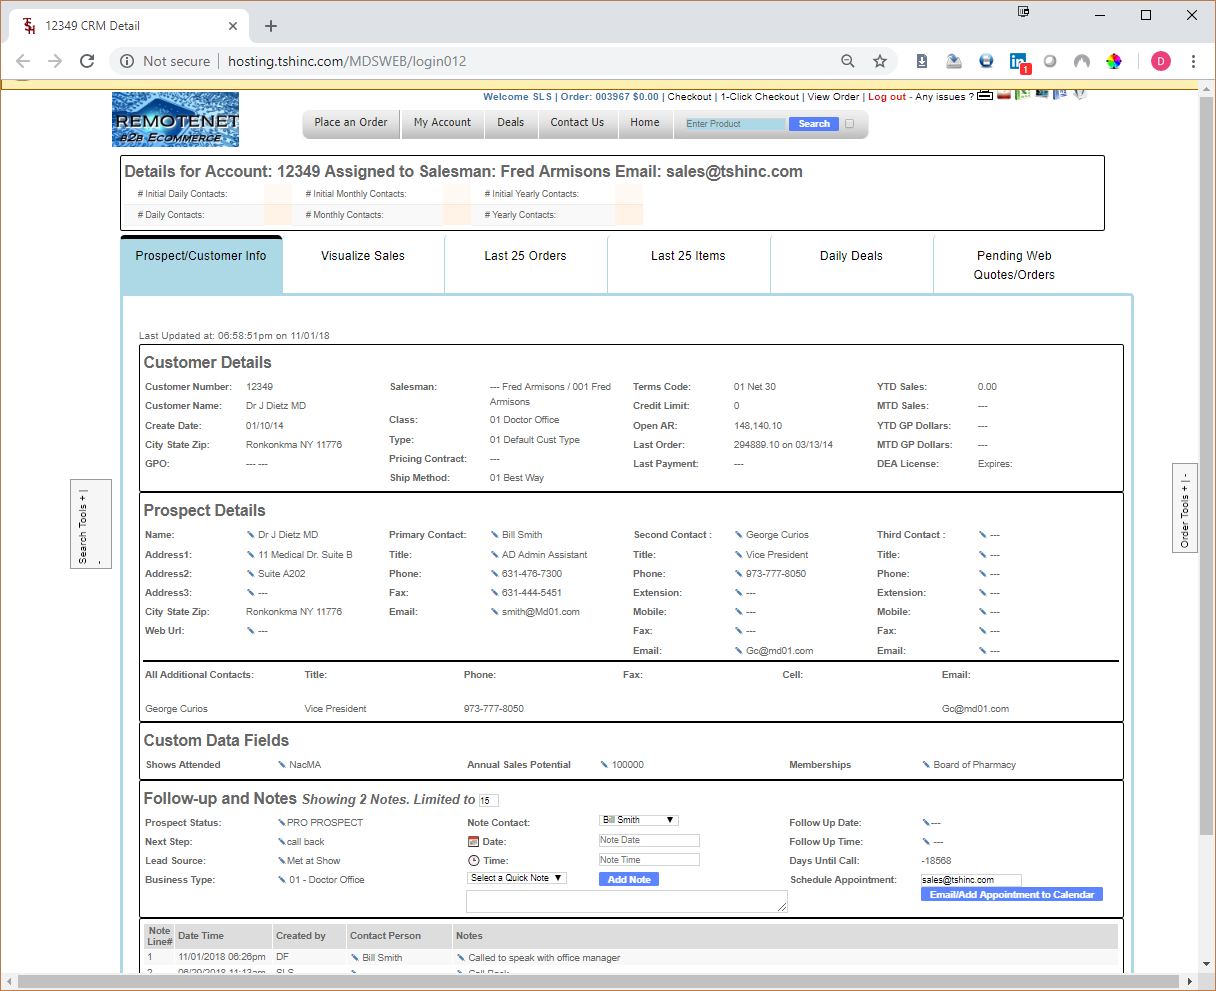 12349 CRM Detail
Not secure | hosting.tshinc.com/MDSWEB/login012
Welcome SLS | Order: 003967 $0.00 | Checkout | 1-Click Checkout | View Order | Log out - Any issues ?
REMOTENET
B2B ECOMMERCE
Place an Order My Account Deals Contact Us Home Enter Product Search
Details for Account: 12349 Assigned to Salesman: Fred Armisons Email: sales@tshinc.com
# Initial Daily Contacts: # Initial Monthly Contacts: # Initial Yearly Contacts:
# Daily Contacts: # Monthly Contacts: # Yearly Contacts:
Prospect/Customer Info Visualize Sales Last 25 Orders Last 25 Items Daily Deals Pending Web
Quotes/Orders
Last Updated at: 06:58:51pm on 11/01/18
Customer Details
Customer Number: 12349 Salesman: --- Fred Armisons / 001 Fred Terms Code: 01 Net 30 YTD Sales: 0.00
Armisons
Customer Name: Dr J Dietz MD Credit Limit: 0 MTD Sales: ---
Class: 01 Doctor Office
Create Date: 01/10/14 Open AR: 148,140.10 YTD GP Dollars: ---
Type: 01 Default Cust Type
City State Zip: Ronkonkma NY 11776 Last Order: 294889.10 on 03/13/14 MTD GP Dollars: ---
Pricing Contract: ---
GPO: --- --- Last Payment: --- DEA License: Expires:
Ship Method: 01 Best Way
Search Tools + | -
Order Tools + | -
Prospect Details
Name: Dr J Dietz MD Primary Contact: Bill Smith Second Contact : George Curios Third Contact : ---
Address1: 11 Medical Dr. Suite B Title: AD Admin Assistant Title: Vice President Title: ---
Address2: Suite A202 Phone: 631-476-7300 Phone: 973-777-8050 Phone: ---
Address3: --- Fax: 631-444-5451 Extension: --- Extension: ---
City State Zip: Ronkonkma NY 11776 Email: smith@Md01.com Mobile: --- Mobile: ---
Web Url: --- Fax: --- Fax: ---
Email: Gc@md01.com Email: ---
All Additional Contacts: Title: Phone: Fax: Cell: Email:
George Curios Vice President 973-777-8050 Gc@md01.com
Custom Data Fields
Shows Attended NacMA Annual Sales Potential 100000 Memberships Board of Pharmacy
Follow-up and Notes Showing 2 Notes. Limited to 15
Prospect Status: PRO PROSPECT Note Contact: Bill Smith Follow Up Date: ---
Next Step: call back Date: Note Date Follow Up Time: ---
Lead Source: Met at Show Time: Note Time Days Until Call: -18568
Business Type: 01 - Doctor Office Select a Quick Note Add Note Schedule Appointment: sales@tshinc.com
Email/Add Appointment to Calendar
Note Line# Date Time Created by Contact Person Notes
1 11/01/2018 06:26pm DF Bill Smith Called to speak with office manager
2 06/29/2018 11:13am SLS Call Back